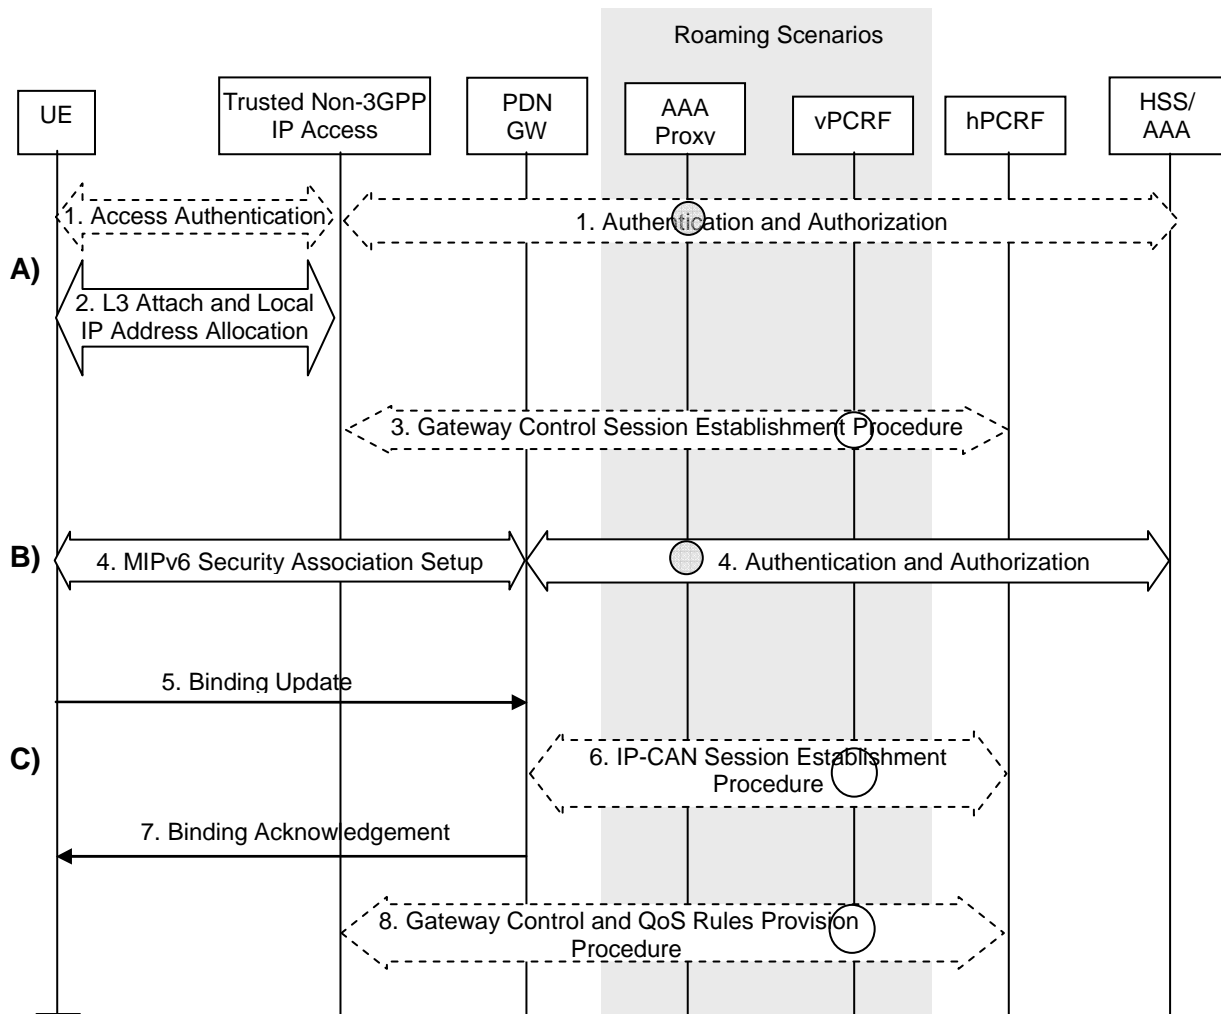 Roaming Scenarios
UE
Trusted Non-3GPP
IP Access
PDN
GW
AAA
Proxy
vPCRF
hPCRF
HSS/
AAA
1. Access Authentication
1. Authentication and Authorization
A)
2. L3 Attach and Local
IP Address Allocation
3. Gateway Control Session Establishment Procedure
B)
4. MIPv6 Security Association Setup
4. Authentication and Authorization
5. Binding Update
C)
6. IP-CAN Session Establishment
Procedure
7. Binding Acknowledgement
8. Gateway Control and QoS Rules Provision
Procedure